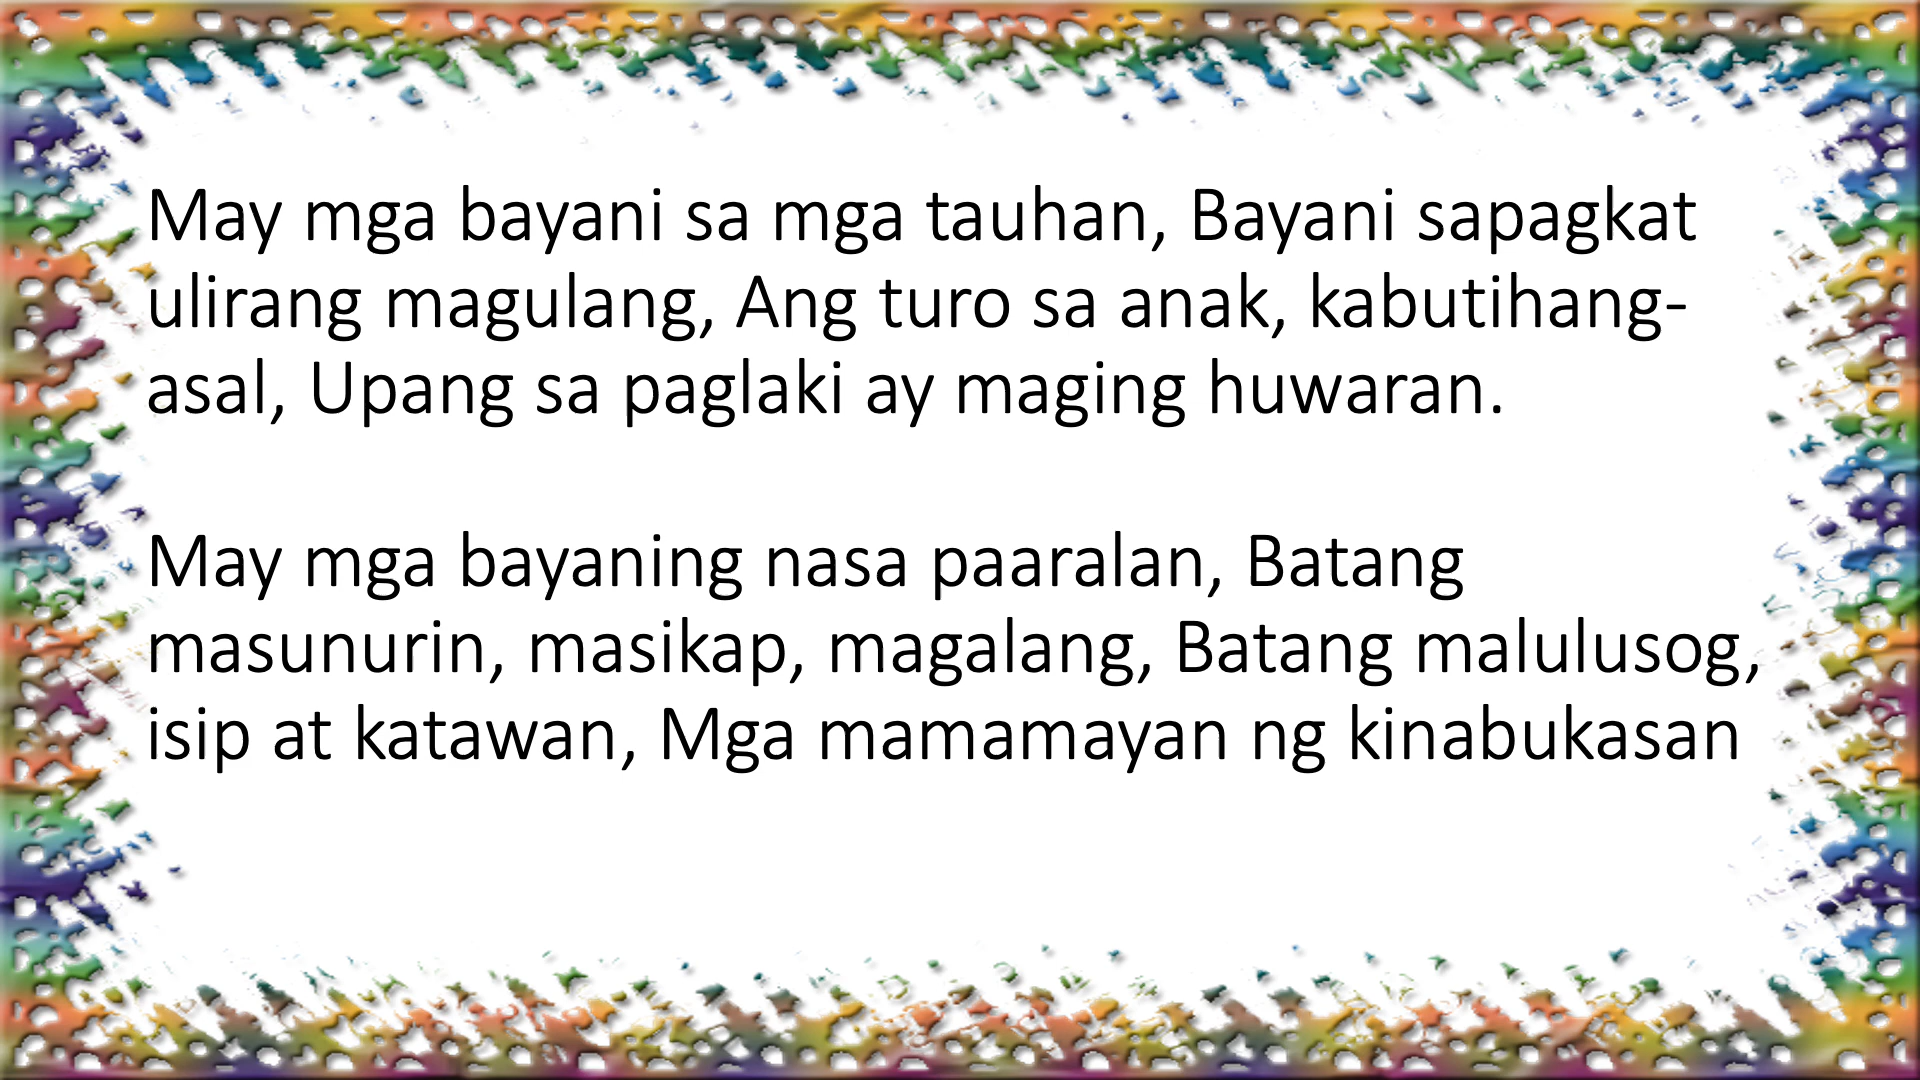 May mga bayani sa mga tauhan, Bayani sapagkat
ulirang magulang, Ang turo sa anak, kabutihang-
asal, Upang sa paglaki ay maging huwaran.
May mga bayaning nasa paaralan, Batang
masunurin, masikap, magalang, Batang malulusog,
isip at katawan, Mga mamamayan ng kinabukasan